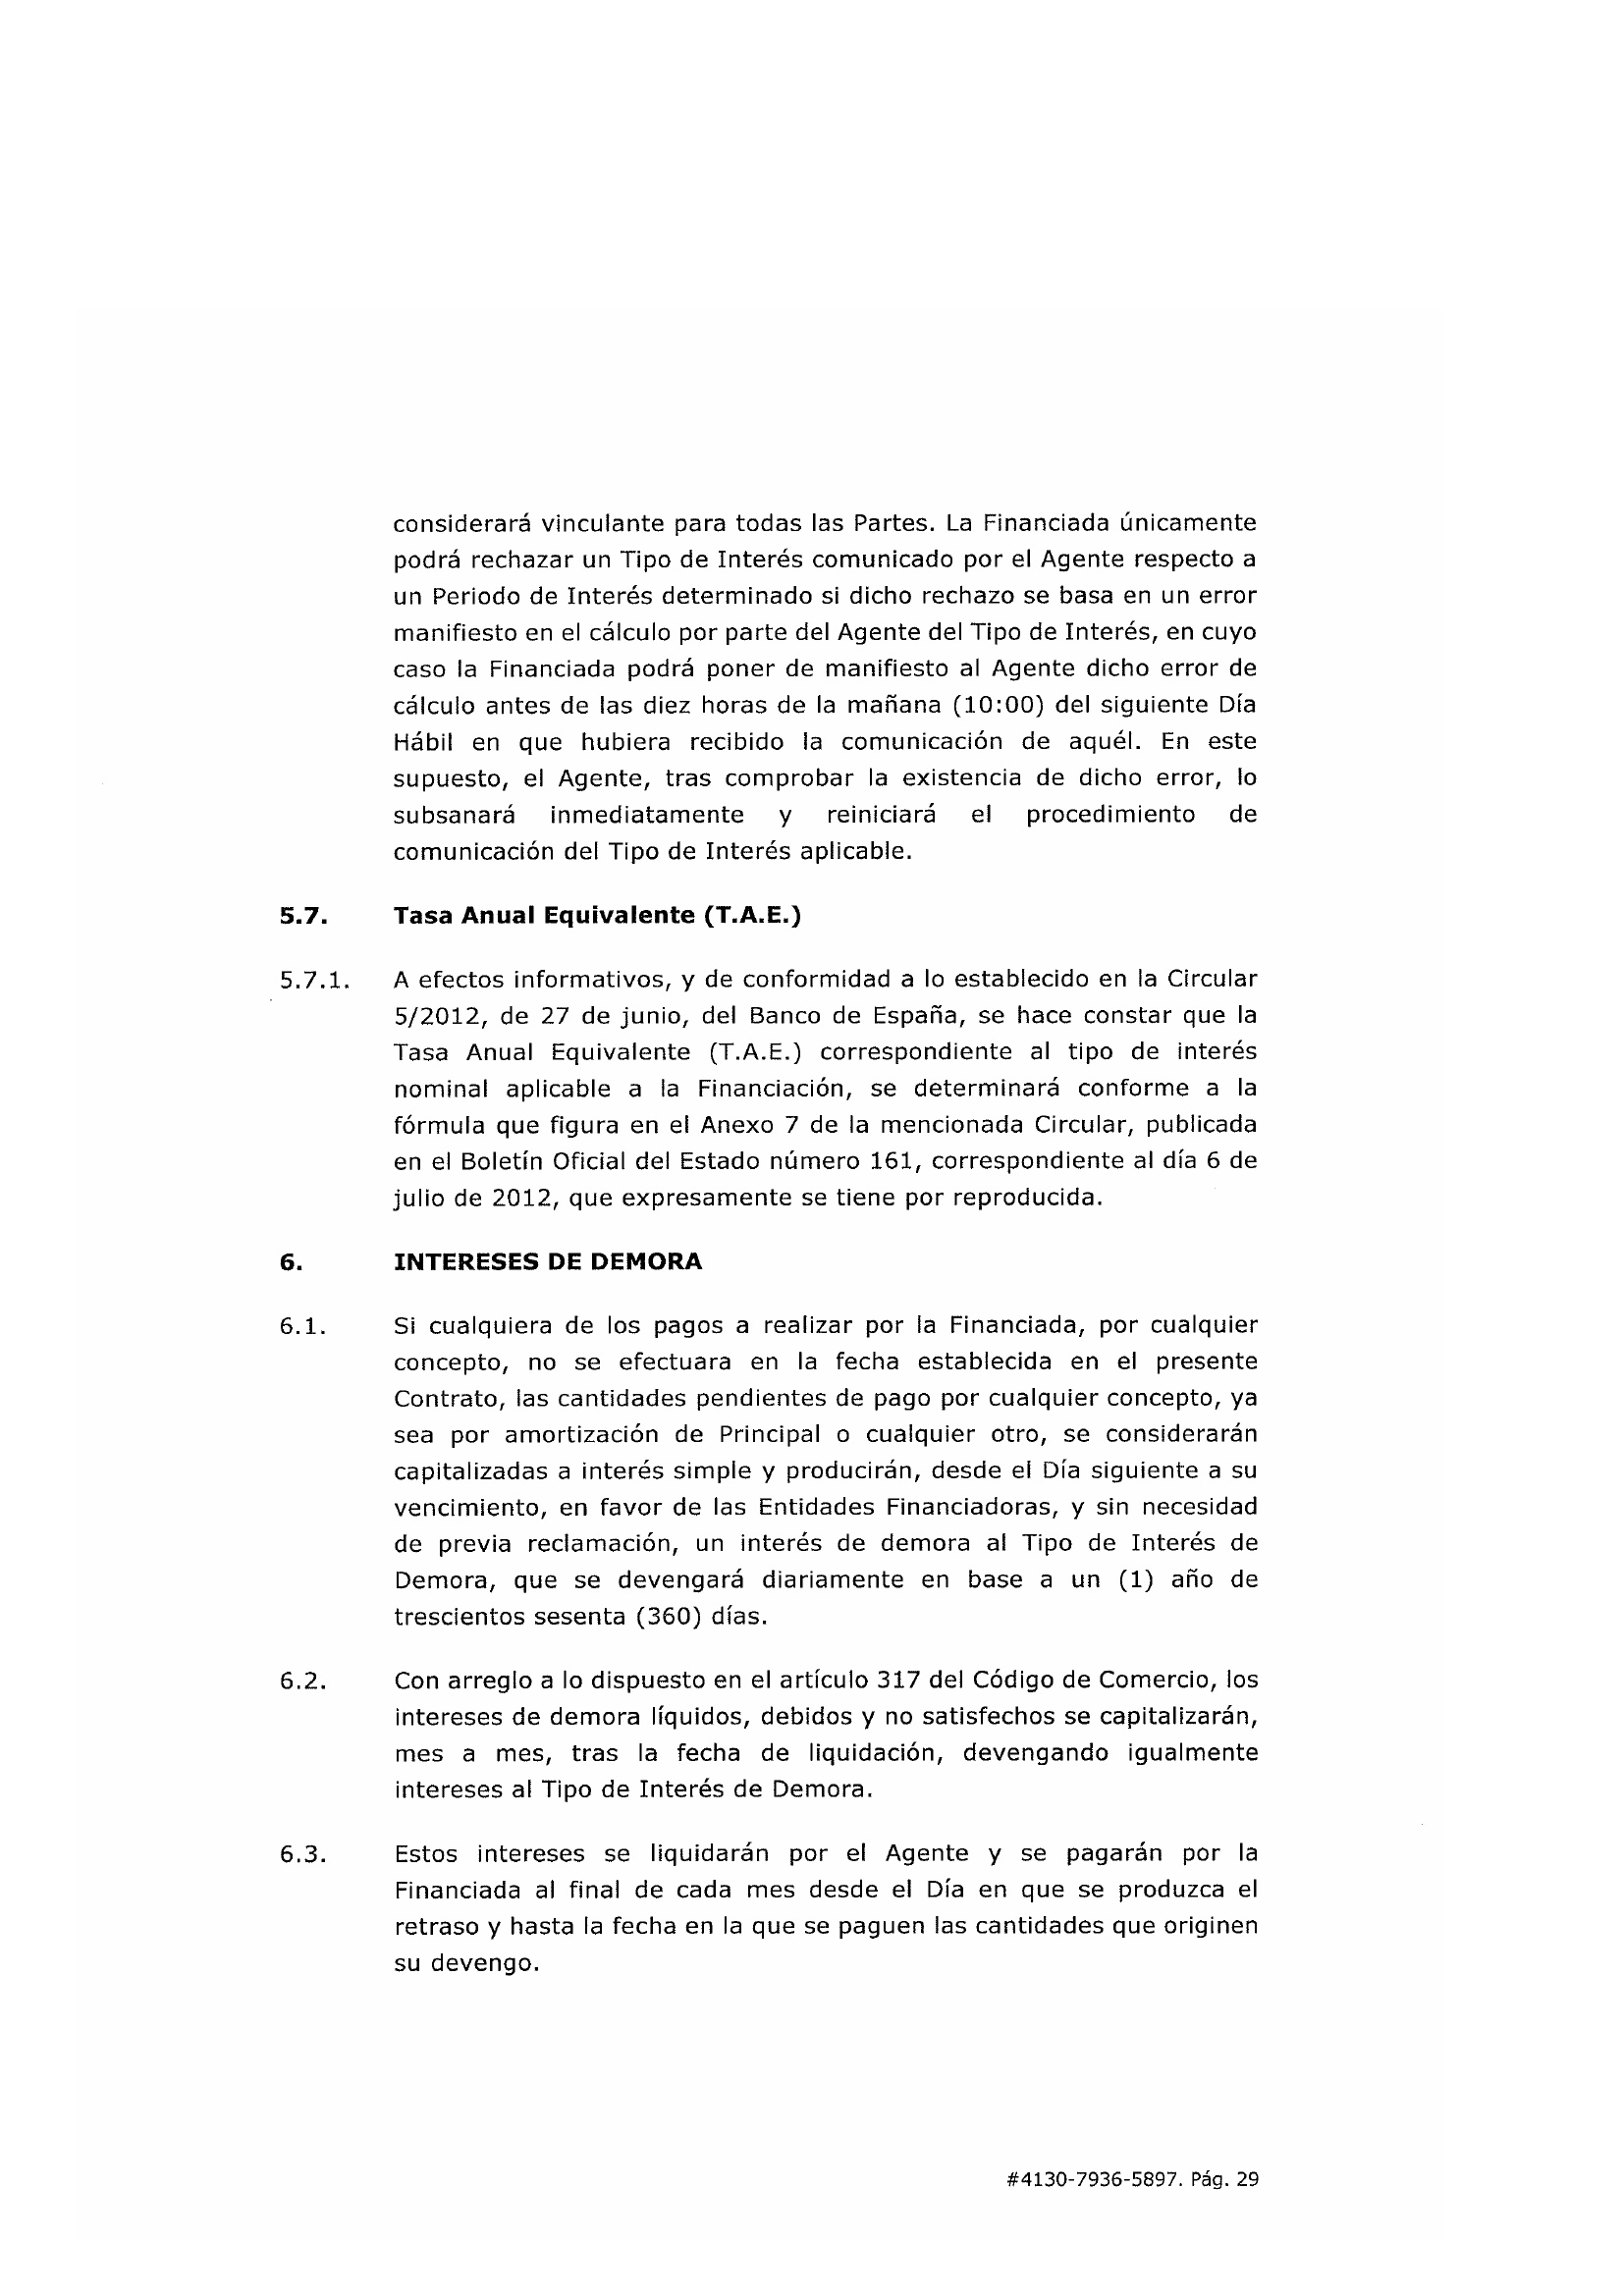 considerará vinculante para todas las Partes. La Financiada únicamente
podrá rechazar un Tipo de Interés comunicado por el Agente respecto a
un Periodo de Interés determinado si dicho rechazo se basa en un error
manifiesto en el cálculo por parte del Agente del Tipo de Interés, en cuyo
caso la Financiada podrá poner de manifiesto al Agente dicho error de
cálculo antes de las diez horas de la mañana (10:00) del siguiente Día
Hábil en que hubiera recibido la comunicación de aquél. En este
supuesto, el Agente, tras comprobar la existencia de dicho error, lo
subsanará inmediatamente y reiniciará el procedimiento de
comunicación del Tipo de Interés aplicable.
5.7. Tasa Anual Equivalente (T.A.E.)
5.7.1. A efectos informativos, y de conformidad a lo establecido en la Circular
5/2012, de 27 de junio, del Banco de España, se hace constar que la
Tasa Anual Equivalente (T.A.E.) correspondiente al tipo de interés
nominal aplicable a la Financiación, se determinará conforme a la
fórmula que figura en el Anexo 7 de la mencionada Circular, publicada
en el Boletín Oficial del Estado número 161, correspondiente al día 6 de
julio de 2012, que expresamente se tiene por reproducida.
6. INTERESES DE DEMORA
6.1. Si cualquiera de los pagos a realizar por la Financiada, por cualquier
concepto, no se efectuara en la fecha establecida en el presente
Contrato, las cantidades pendientes de pago por cualquier concepto, ya
sea por amortización de Principal o cualquier otro, se considerarán
capitalizadas a interés simple y producirán, desde el Día siguiente a su
vencimiento, en favor de las Entidades Financiadoras, y sin necesidad
de previa reclamación, un interés de demora al Tipo de Interés de
Demora, que se devengará diariamente en base a un (1) año de
trescientos sesenta (360) días.
6.2. Con arreglo a lo dispuesto en el artículo 317 del Código de Comercio, los
intereses de demora líquidos, debidos y no satisfechos se capitalizarán,
mes a mes, tras la fecha de liquidación, devengando igualmente
intereses al Tipo de Interés de Demora.
6.3. Estos intereses se liquidarán por el Agente y se pagarán por la
Financiada al final de cada mes desde el Día en que se produzca el
retraso y hasta la fecha en la que se paguen las cantidades que originen
su devengo.
#4130-7936-5897. Pág. 29